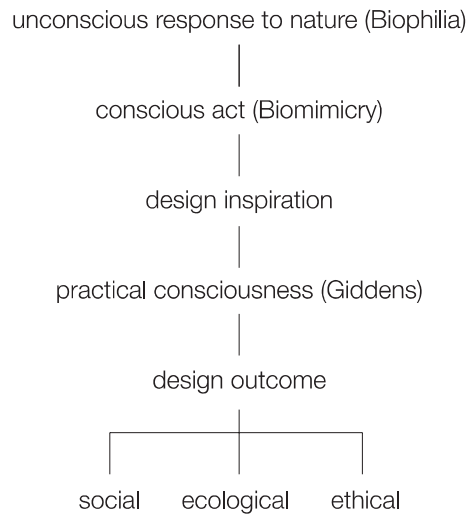 unconscious response to nature (Biophilia)
conscious act (Biomimicry)
design inspiration
practical consciousness (Giddens)
design outcome
social ecological ethical